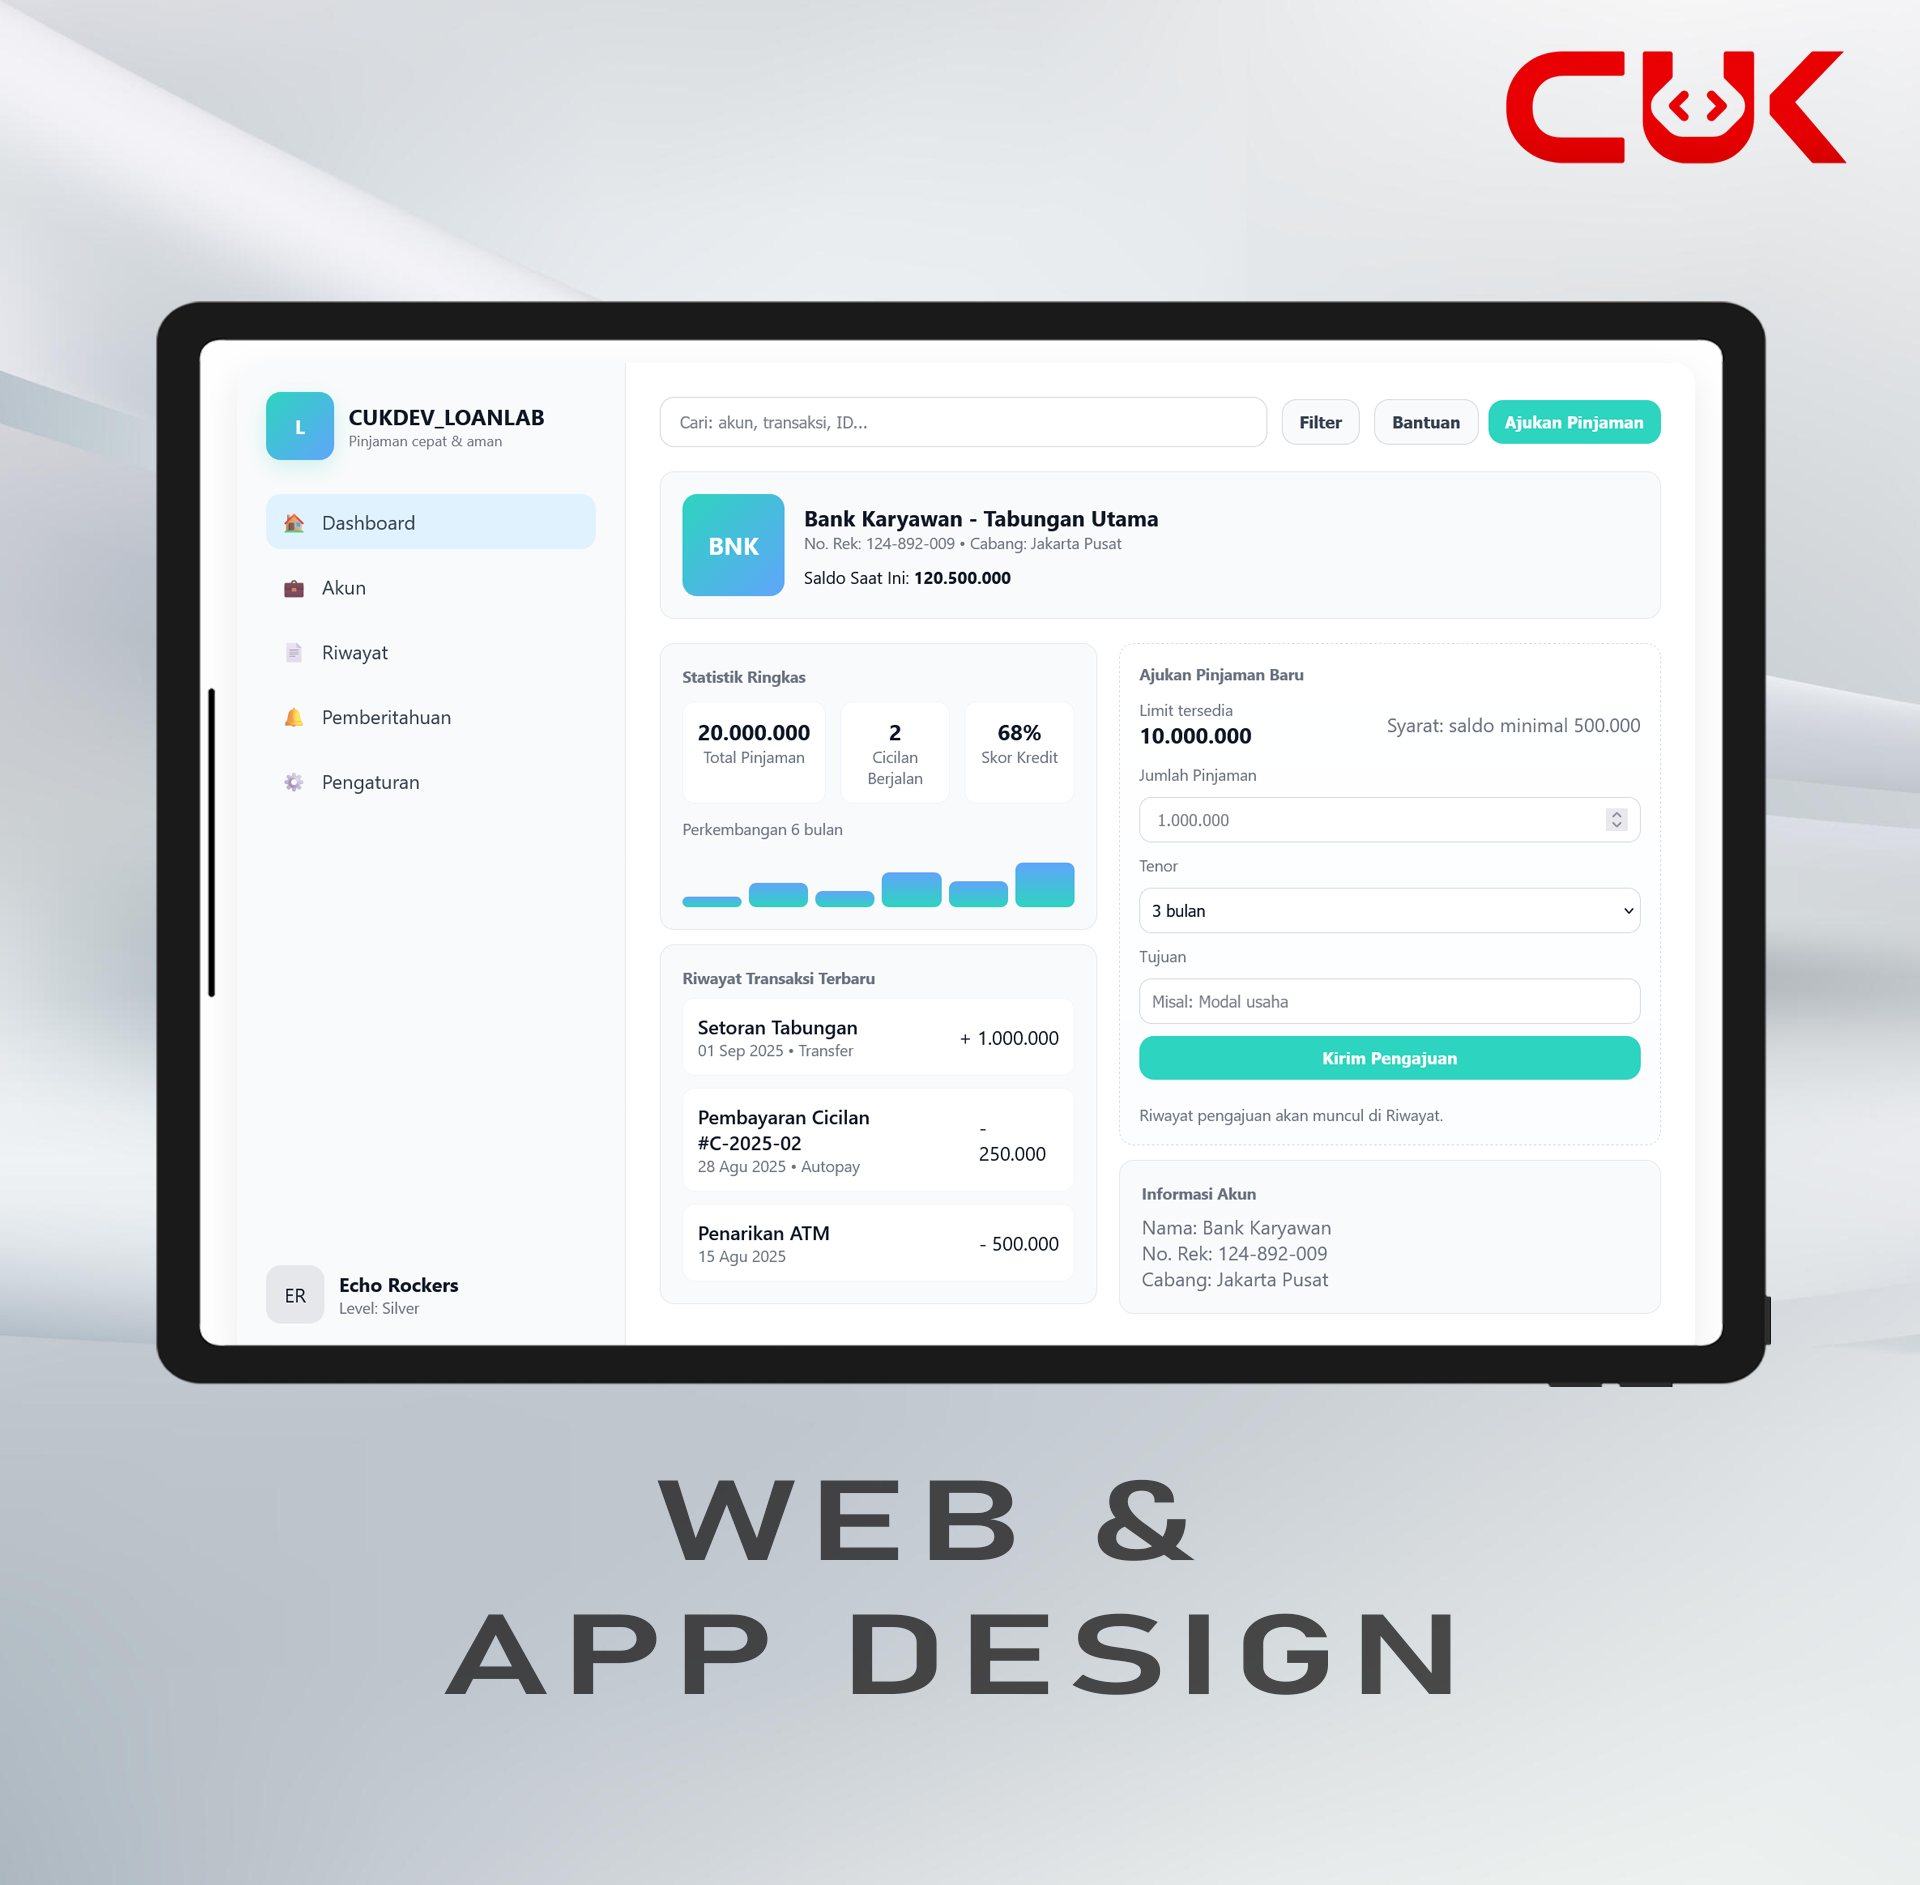 CUK
L
CUKDEV_LOANLAB
Pinjaman cepat & aman
Dashboard
Akun
Riwayat
Pemberitahuan
Pengaturan
ER
Echo Rockers
Level: Silver
Cari: akun, transaksi, ID...
Filter
Bantuan
Ajukan Pinjaman
BNK
Bank Karyawan - Tabungan Utama
No. Rek: 124-892-009 • Cabang: Jakarta Pusat
Saldo Saat Ini: 120.500.000
Statistik Ringkas
20.000.000
Total Pinjaman
2
Cicilan
Berjalan
68%
Skor Kredit
Perkembangan 6 bulan
Riwayat Transaksi Terbaru
Setoran Tabungan
01 Sep 2025 • Transfer
+ 1.000.000
Pembayaran Cicilan
#C-2025-02
28 Agu 2025 • Autopay
-
250.000
Penarikan ATM
15 Agu 2025
- 500.000
Ajukan Pinjaman Baru
Limit tersedia
10.000.000
Syarat: saldo minimal 500.000
Jumlah Pinjaman
1.000.000
Tenor
3 bulan
Tujuan
Misal: Modal usaha
Kirim Pengajuan
Riwayat pengajuan akan muncul di Riwayat.
Informasi Akun
Nama: Bank Karyawan
No. Rek: 124-892-009
Cabang: Jakarta Pusat
WEB &
APP DESIGN